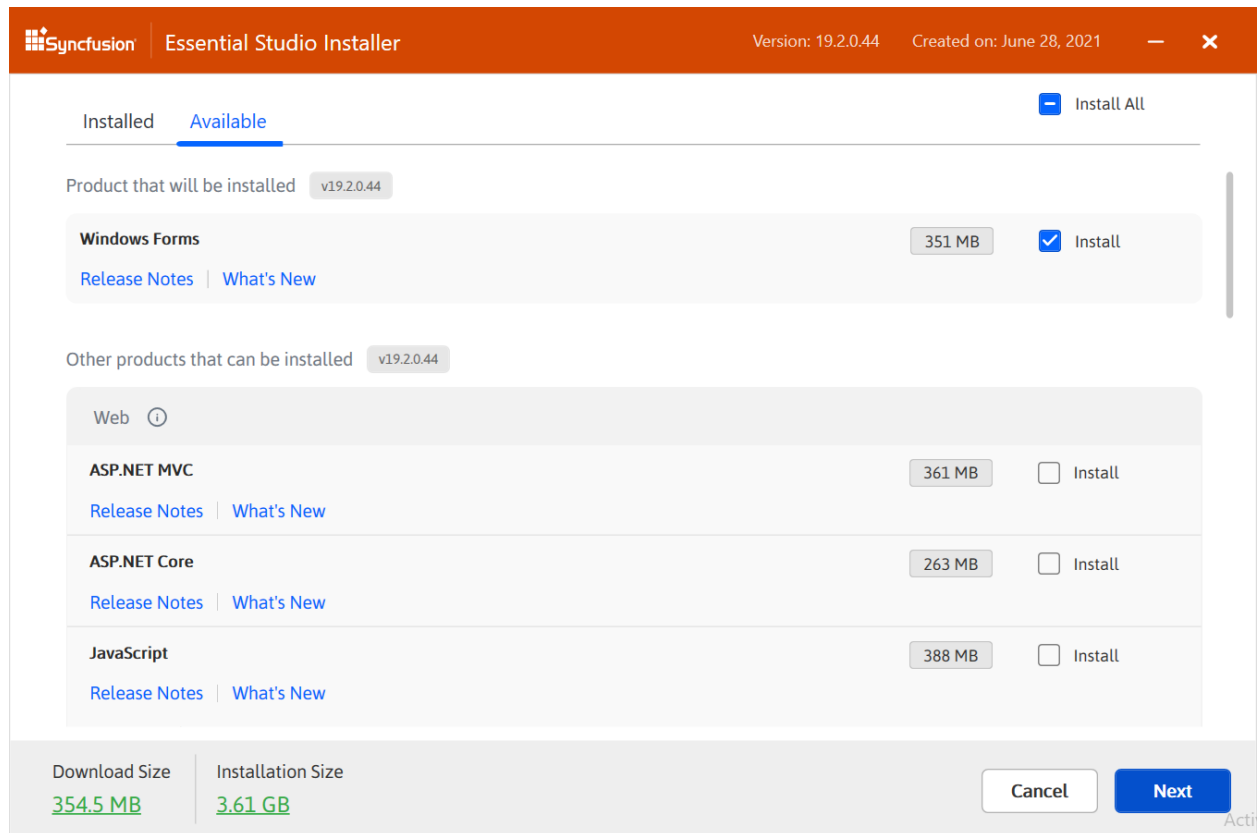 Syncfusion Essential Studio Installer Version: 19.2.0.44 Created on: June 28, 2021
Install All
Installed Available
Product that will be installed v19.2.0.44
Windows Forms 351 MB Install
Release Notes What's New
Other products that can be installed v19.2.0.44
Web
ASP.NET MVC 361 MB Install
Release Notes What's New
ASP.NET Core 263 MB Install
Release Notes What's New
JavaScript 388 MB Install
Release Notes What's New
Download Size Installation Size
354.5 MB 3.61 GB
Cancel Next
Acti